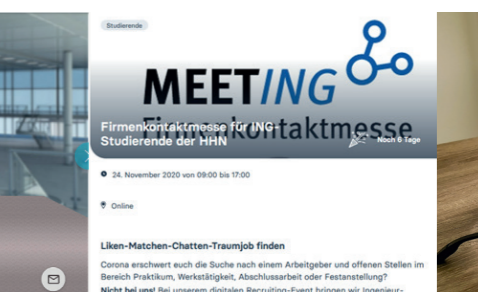 Studierende
MEETING
Firmenkontaktmesse
Firmenkontaktmesse für ING-
Studierende der HHN
Noch 6 Tage
24. November 2020 von 09:00 bis 17:00
Online
Liken-Matchen-Chatten-Traumjob finden
Corona erschwert euch die Suche nach einem Arbeitgeber und offenen Stellen im
Bereich Praktikum, Werkstätigkeit, Abschlussarbeit oder Festanstellung?
Nicht bei uns! Bei unserem digitalen Recruiting-Event bringen wir Ingenieur-